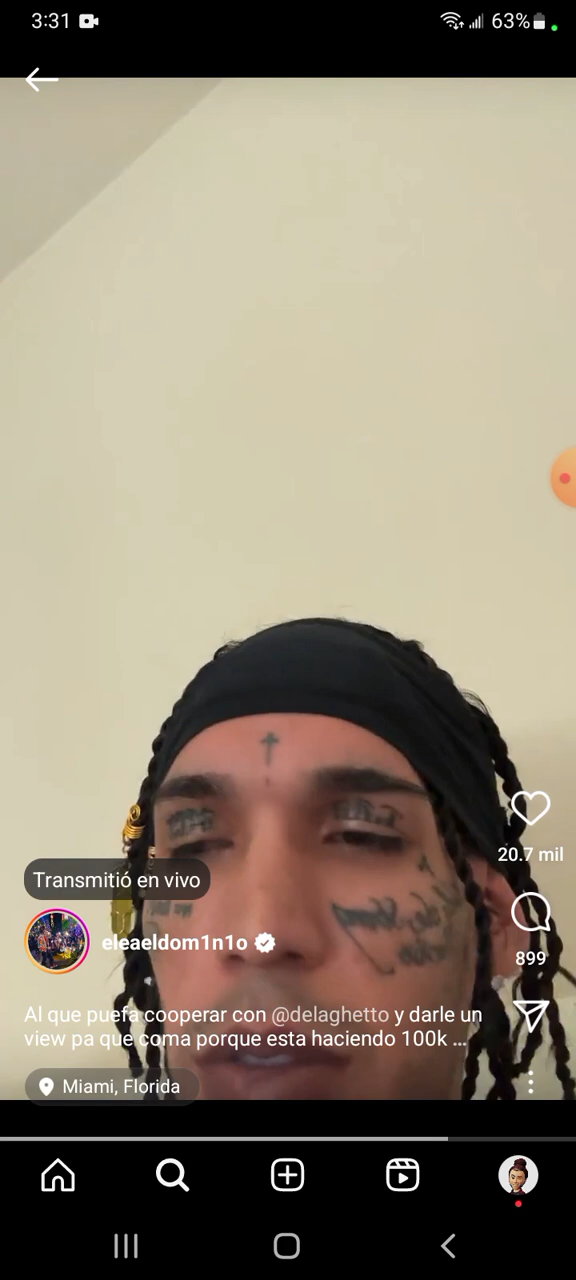 3:31
63%
Transmitió en vivo
eleaeldom1n1o
Al que puefa cooperar con @delaghetto y darle un
view pa que coma porque esta haciendo 100k ...
Miami, Florida
20.7 mil
899